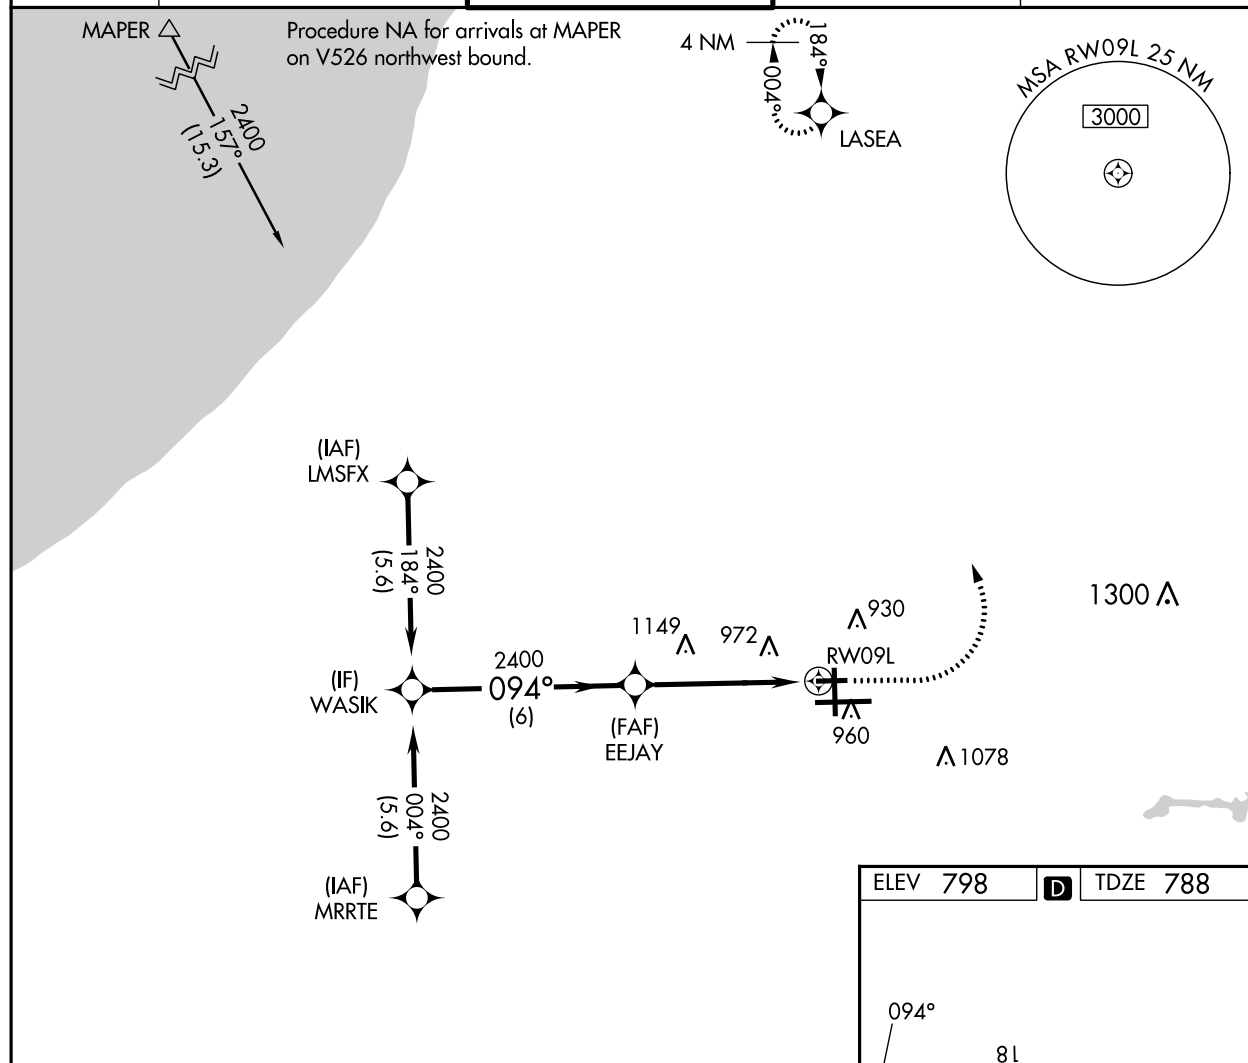 MAPER
Procedure NA for arrivals at MAPER
on V526 northwest bound.
4 NM
184°
004°
LASEA
MSA RW09L 25 NM
3000
2400
157°
(15.3)
(IAF)
LMSFX
2400
184°
(5.6)
1300
930
1149
972
RW09L
2400
094°
(6)
(IF)
WASIK
(FAF)
EEJAY
960
1078
2400
004°
(5.6)
(IAF)
MRRTE
ELEV 798
D
TDZE 788
094°
18